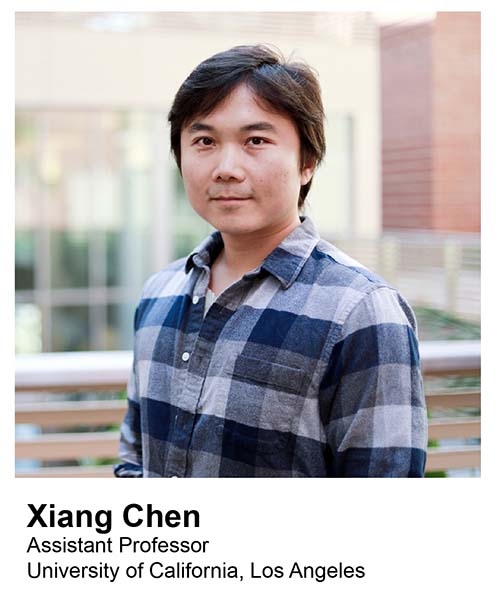 Xiang Chen
Assistant Professor
University of California, Los Angeles